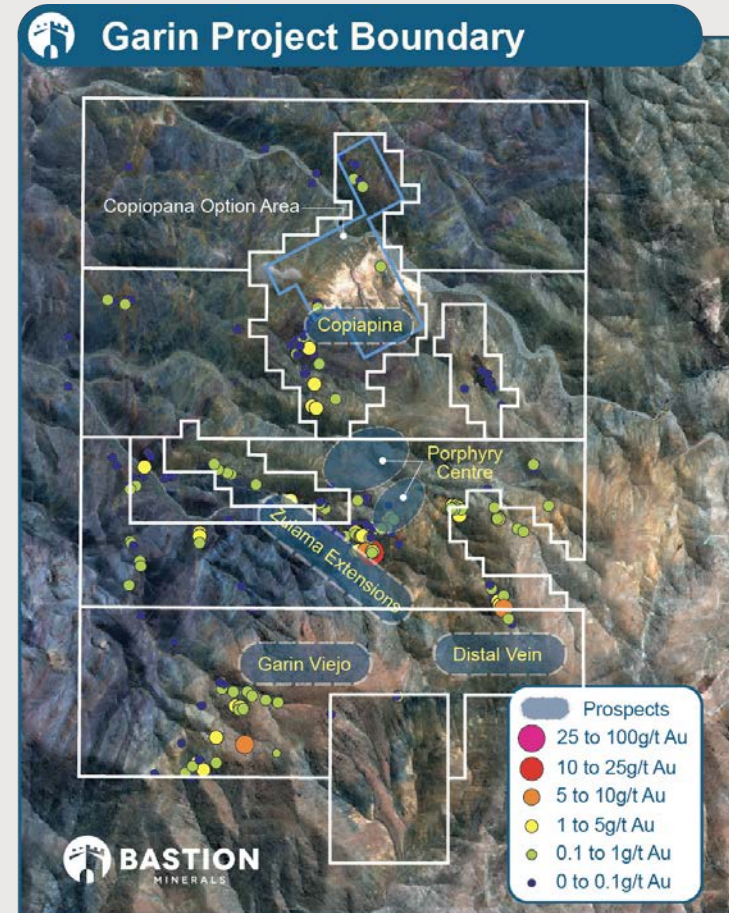 Garin Project Boundary
Copiopana Option Area
Copiapina
Porphyry
Centre
Zulama Extensions
Garin Viejo
Distal Vein
Prospects
25 to 100g/t Au
10 to 25g/t Au
5 to 10g/t Au
1 to 5g/t Au
0.1 to 1g/t Au
0 to 0.1g/t Au
BASTION
MINERALS